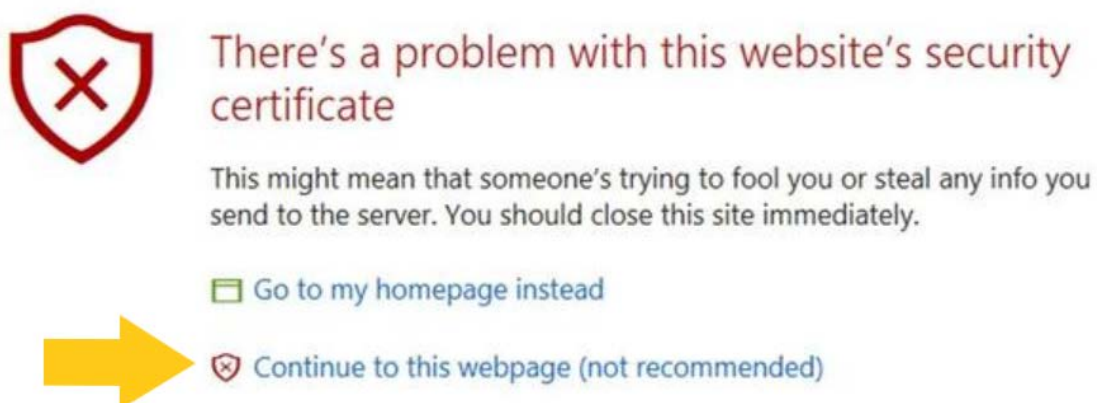 There's a problem with this website's security
certificate
This might mean that someone's trying to fool you or steal any info you
send to the server. You should close this site immediately.
Go to my homepage instead
Continue to this webpage (not recommended)